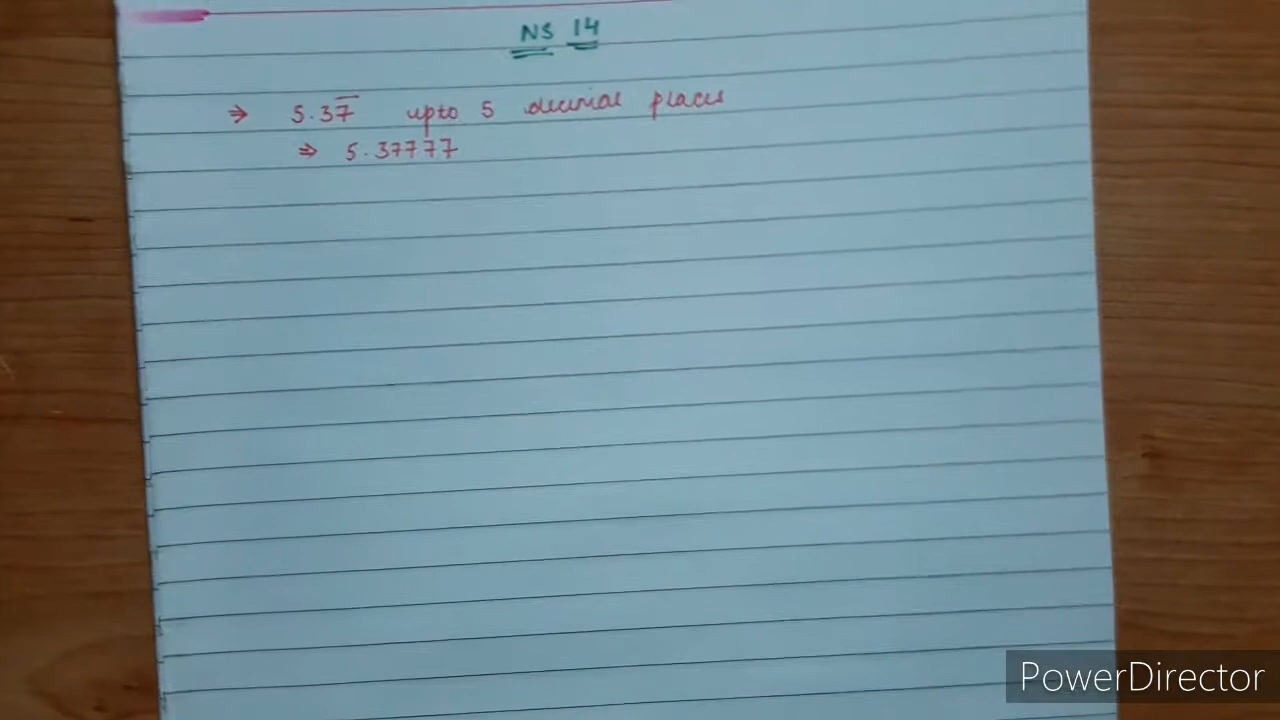 NS 14
⇒ 5.37̅ upto 5 decimal places
⇒ 5.37777
PowerDirector